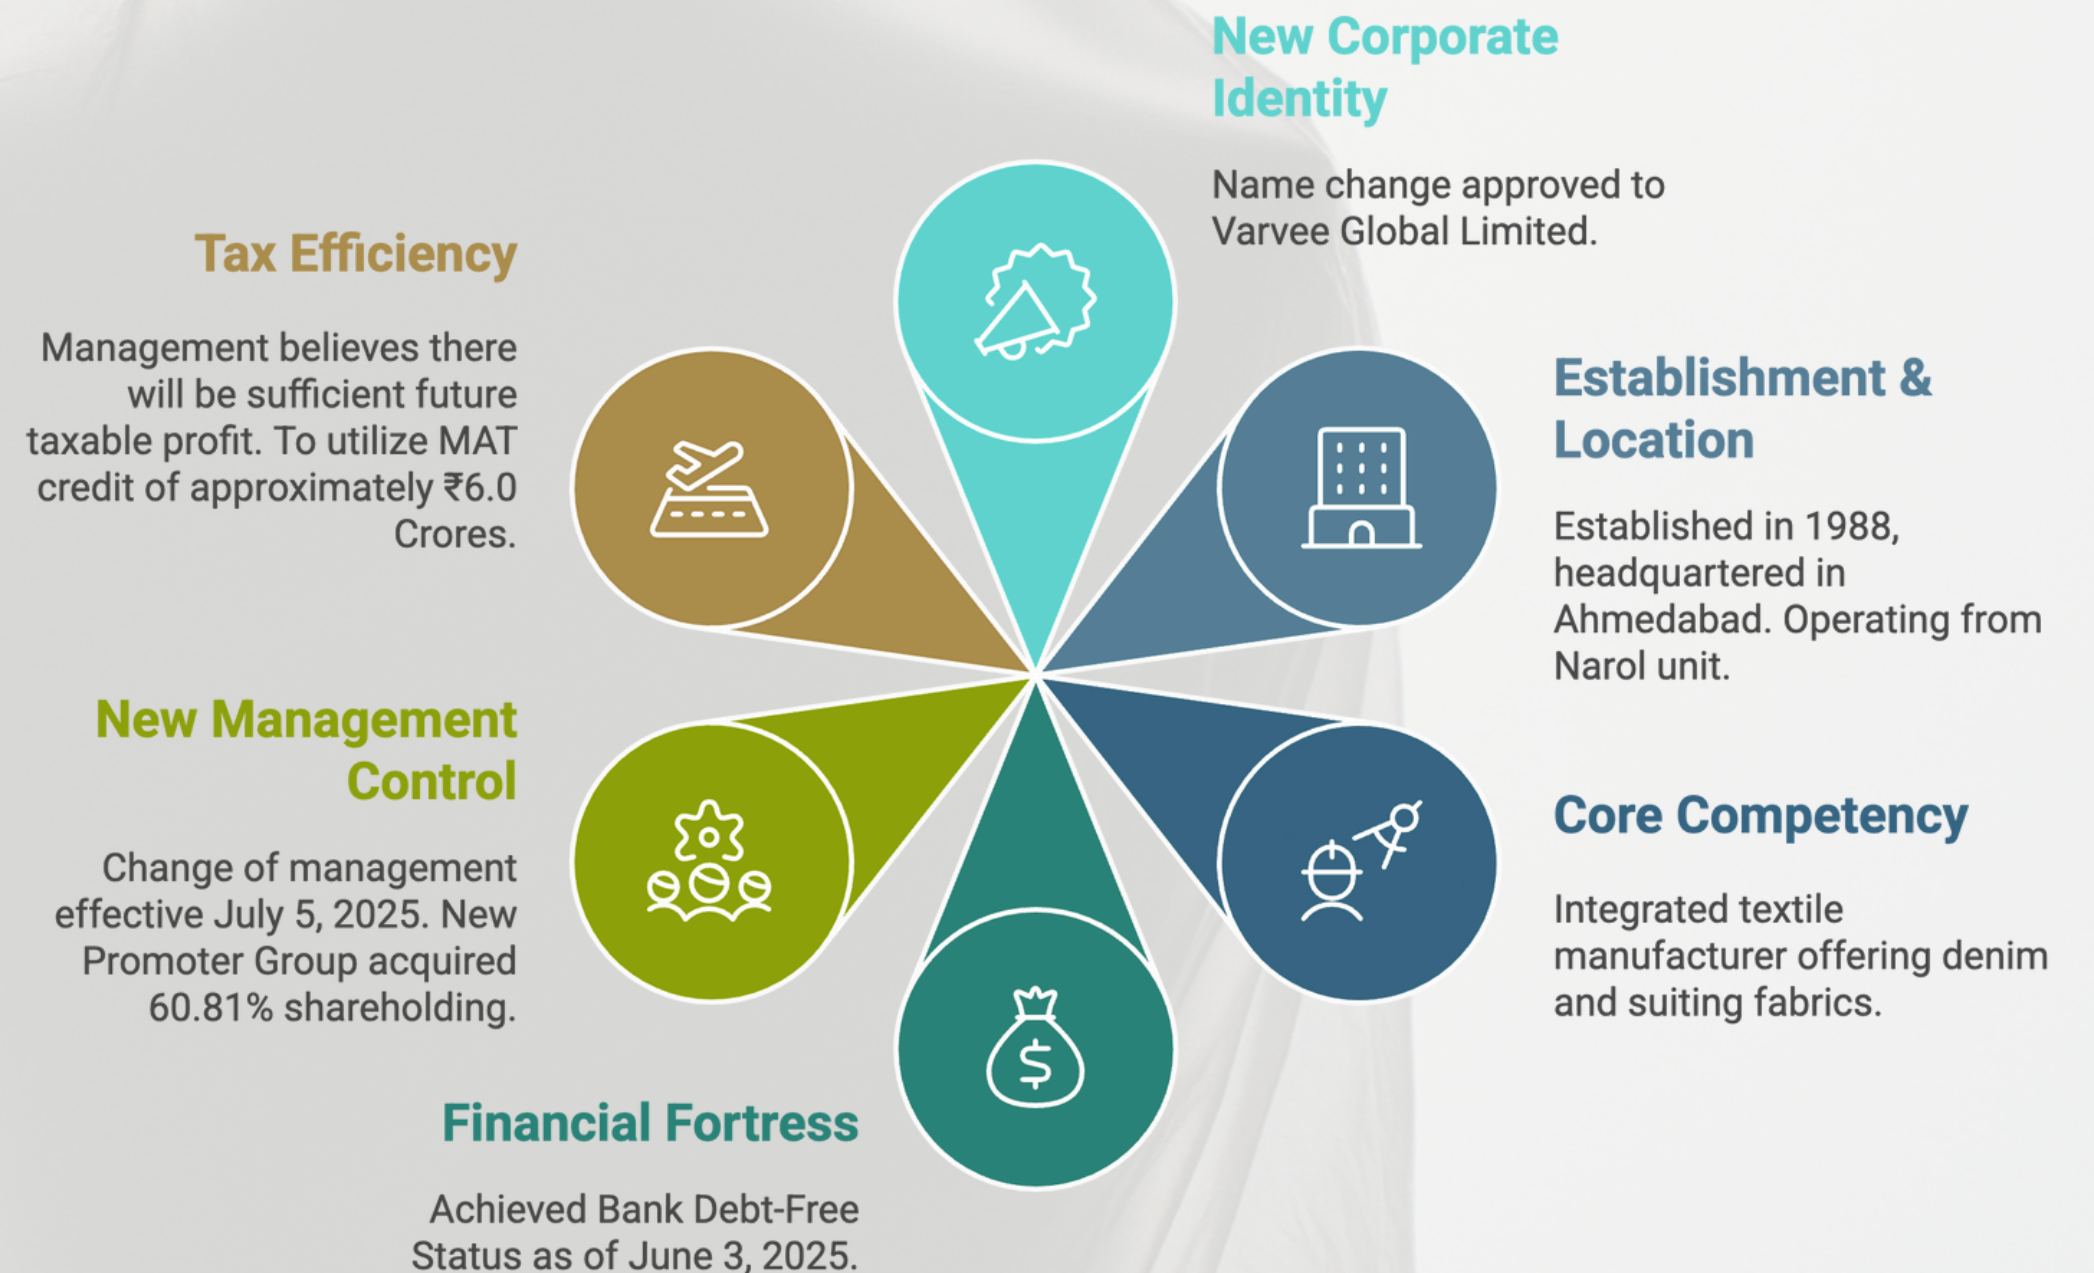 New Corporate
Identity
Name change approved to
Varvee Global Limited.
Tax Efficiency
Management believes there
will be sufficient future
taxable profit. To utilize MAT
credit of approximately ₹6.0
Crores.
Establishment &
Location
Established in 1988,
headquartered in
Ahmedabad. Operating from
Narol unit.
New Management
Control
Change of management
effective July 5, 2025. New
Promoter Group acquired
60.81% shareholding.
Core Competency
Integrated textile
manufacturer offering denim
and suiting fabrics.
$
Financial Fortress
Achieved Bank Debt-Free
Status as of June 3, 2025.